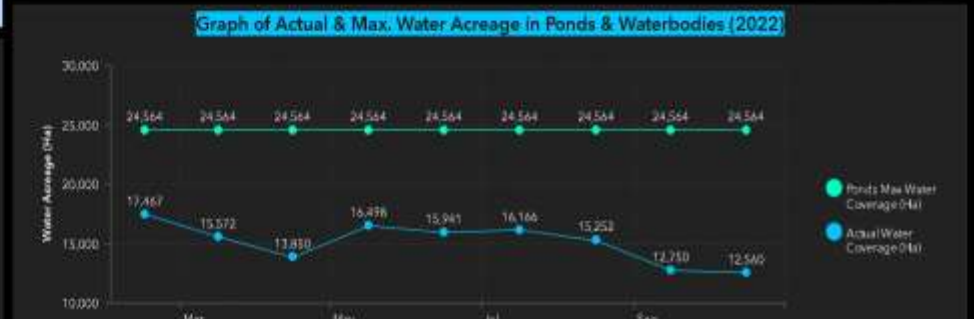 Graph of Actual & Max. Water Acreage in Ponds & Waterbodies (2022)
30,000
25,000
20,000
15,000
10,000
Water Acreage (Ha)
24,564 24,564 24,564 24,564 24,564 24,564 24,564 24,564 24,564
17,467 15,572 13,850 16,498 15,941 16,166 15,252 12,750 12,560
Ponds Max Water
Coverage (Ha)
Actual Water
Coverage (Ha)